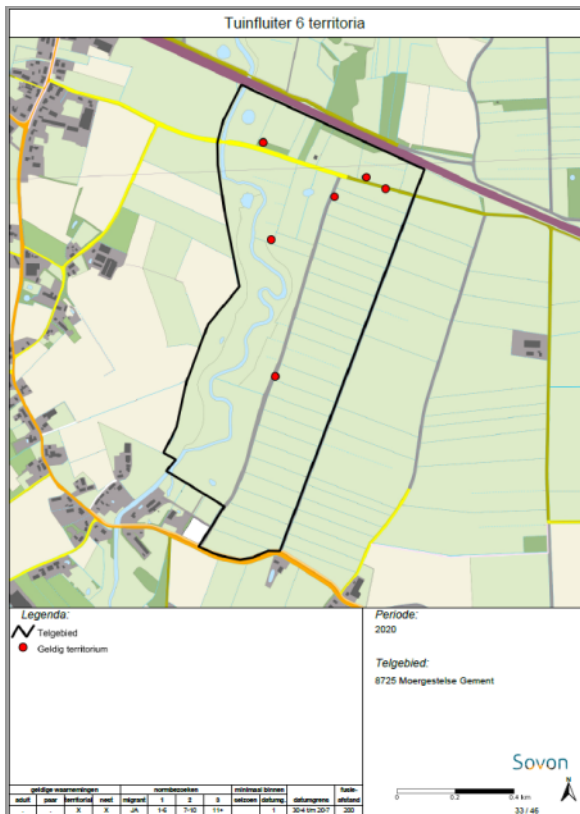 Tuinfluiter 6 territoria
Legenda:
Telgebied
Geldig territorium
Periode:
2020
Telgebied:
8725 Moergestelse Gement
Sovon
0 0.2 0.4 km
N
33 / 46
geldige waarnemingen normbezoeken minimaal binnen fusie-
adult paar territoriaal nest migrant 1 2 3 seizoen datumg. datumgrens afstand
. . X X JA 1-6 7-10 11+ . 1 30-4 t/m 20-7 200